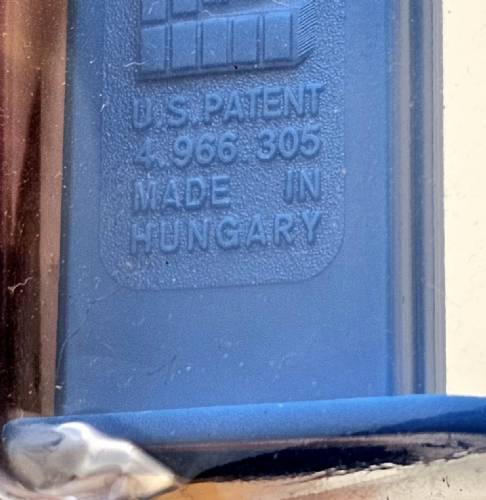 U.S. PATENT
4. 966. 305
MADE IN
HUNGARY